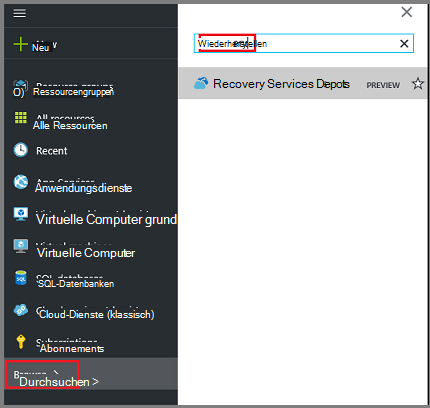 Neu
Wiederherstellen
Recovery Services Depots PREVIEW
Ressourcengruppen
Alle Ressourcen
Recent
Anwendungsdienste
Virtuelle Computer grund
Virtuelle Computer
SQL
SQL-Datenbanken
Cloud-Dienste (klassisch)
Abonnements
Durchsuchen >